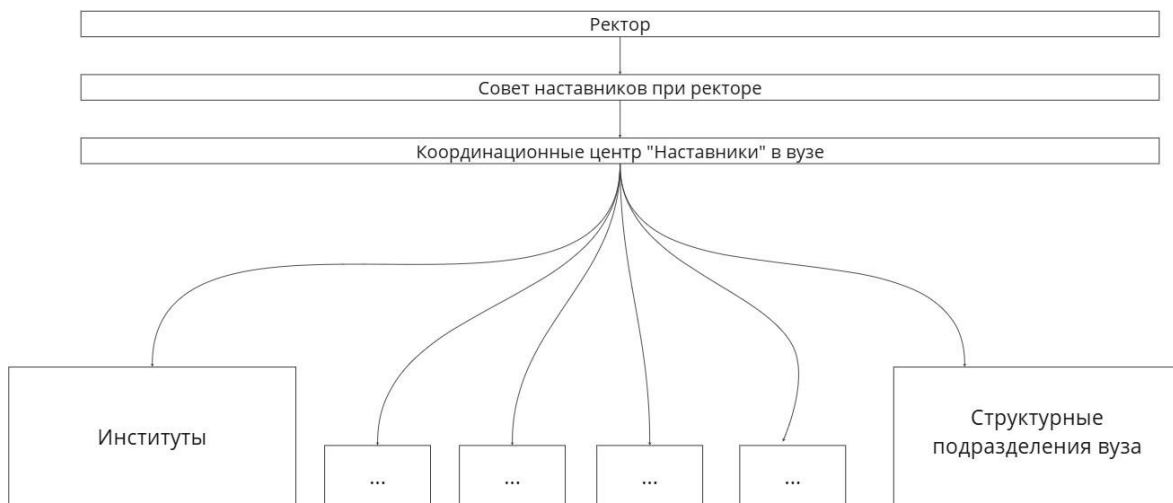 Ректор
Совет наставников при ректоре
Координационные центр "Наставники" в вузе
Институты
...
...
...
...
Структурные
подразделения вуза